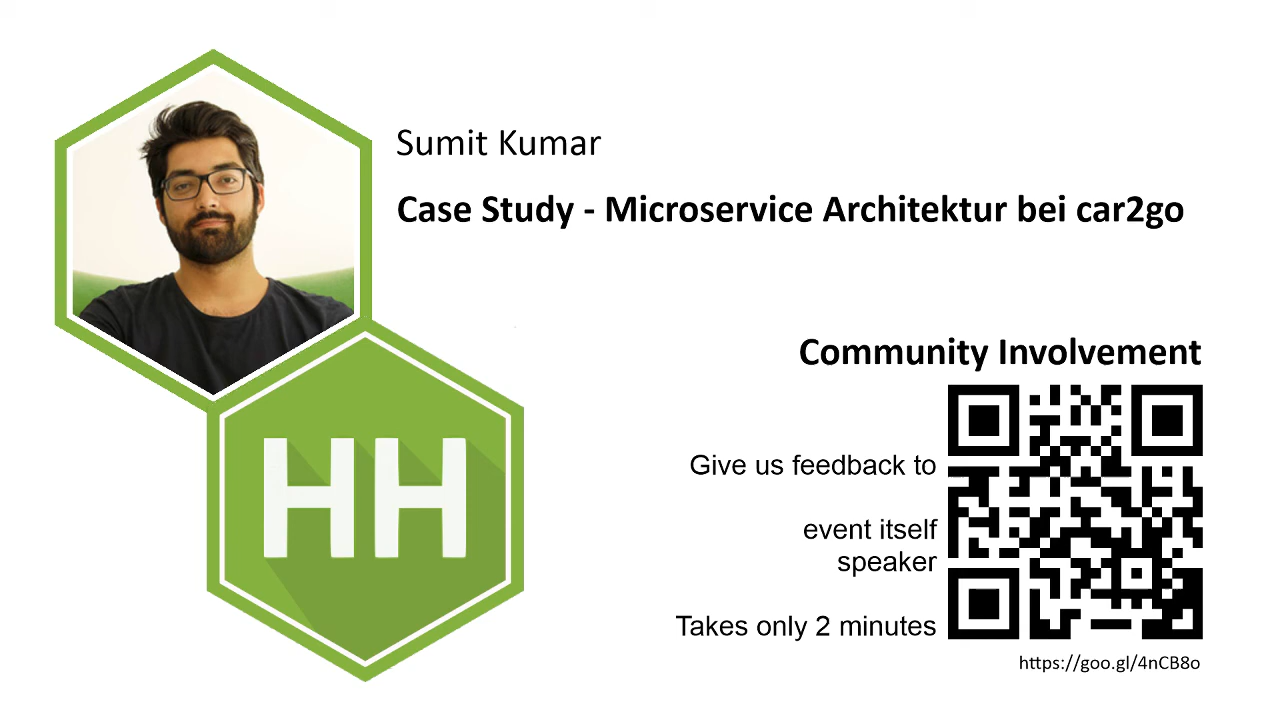 Sumit Kumar
Case Study - Microservice Architektur bei car2go
HH
Community Involvement
Give us feedback to
event itself
speaker
Takes only 2 minutes
https://goo.gl/4nCB8o